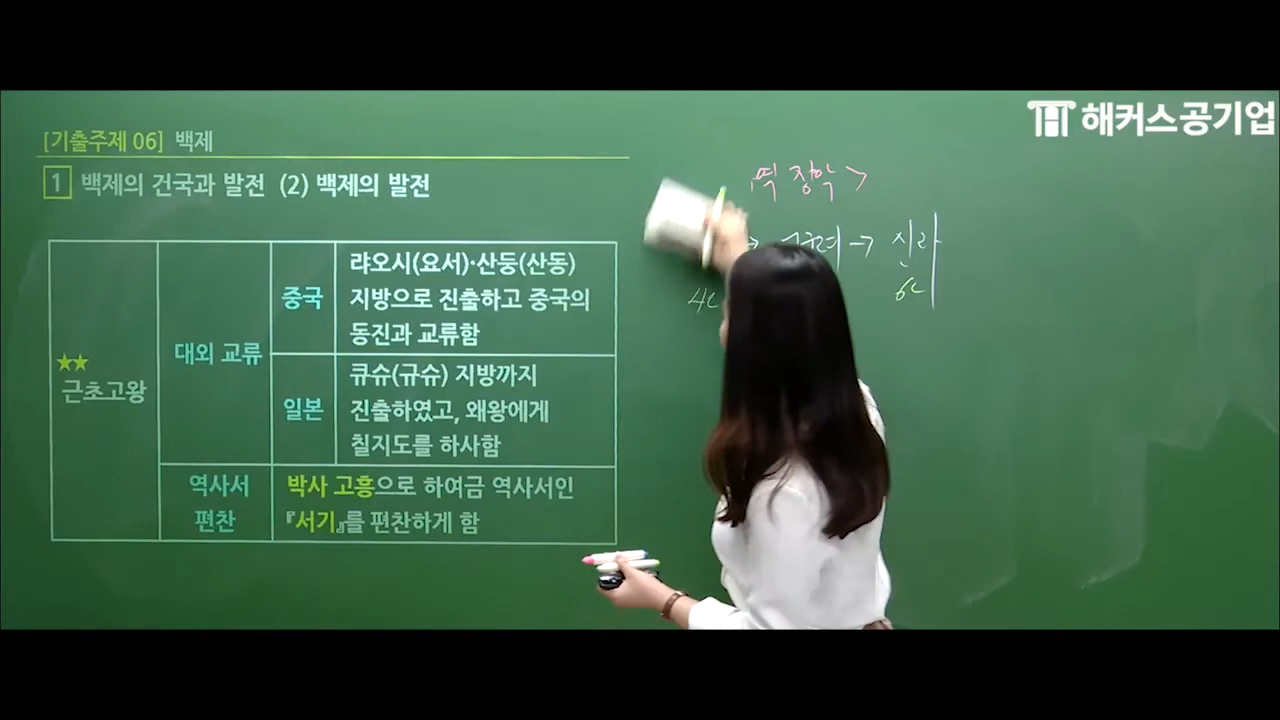 해커스공기업
[기출주제 06] 백제
1 백제의 건국과 발전 (2) 백제의 발전
★★
근초고왕
대외 교류
중국
랴오시(요서)·산둥(산동)
지방으로 진출하고 중국의
동진과 교류함
일본
큐슈(규슈) 지방까지
진출하였고, 왜왕에게
칠지도를 하사함
역사서
편찬
박사 고흥으로 하여금 역사서인
『서기』를 편찬하게 함
장악 >
→ → 신라
4C 6C